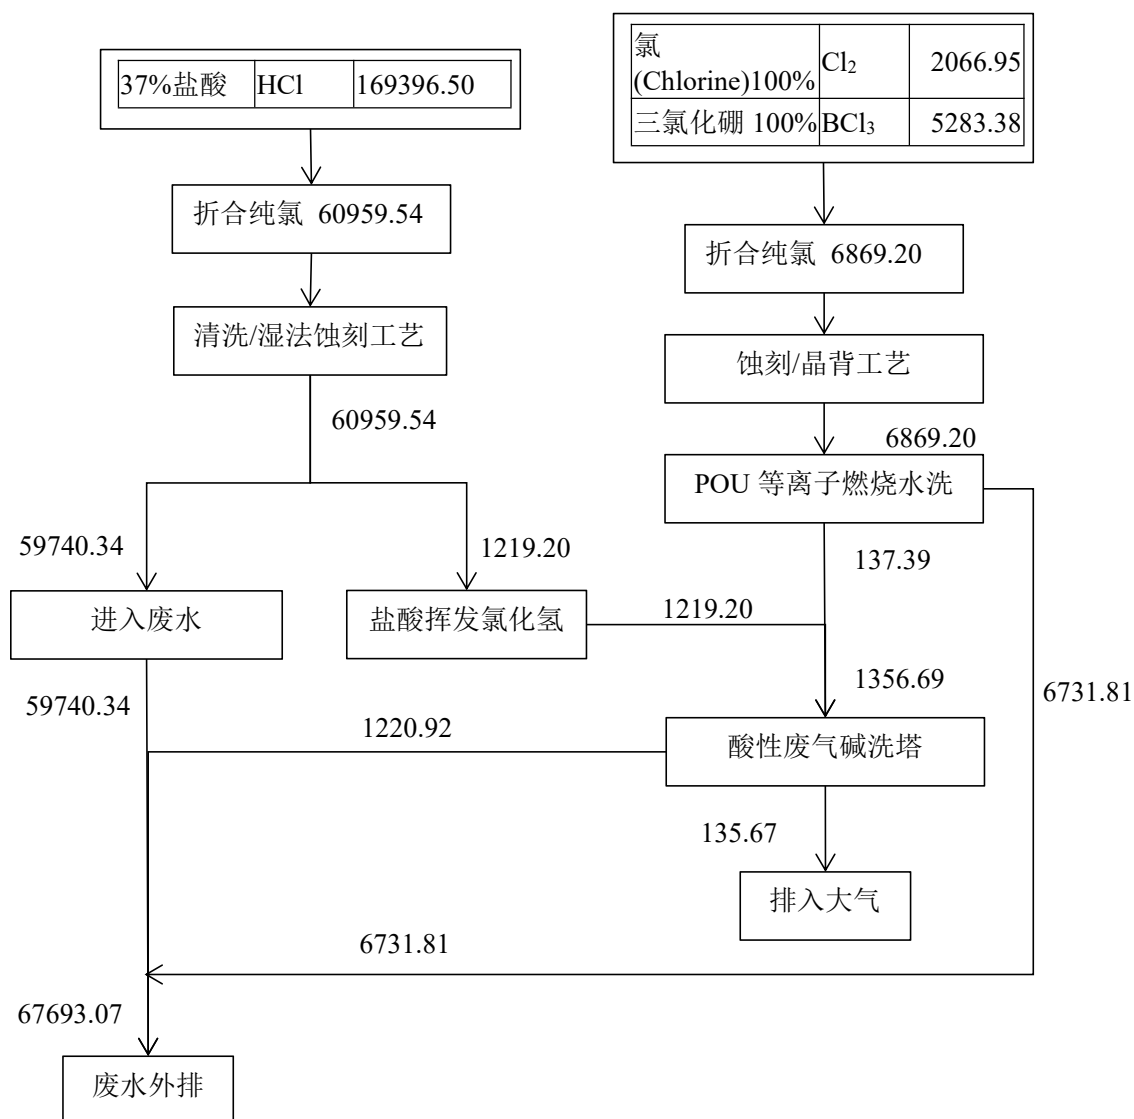 37%盐酸 HCl 169396.50
氯
(Chlorine)100% Cl₂ 2066.95
三氯化硼 100% BCl₃ 5283.38
折合纯氯 60959.54
折合纯氯 6869.20
清洗/湿法蚀刻工艺
蚀刻/晶背工艺
60959.54
6869.20
POU 等离子燃烧水洗
59740.34
1219.20
137.39
进入废水
盐酸挥发氯化氢
1219.20
59740.34
1356.69
6731.81
1220.92
酸性废气碱洗塔
135.67
排入大气
6731.81
67693.07
废水外排